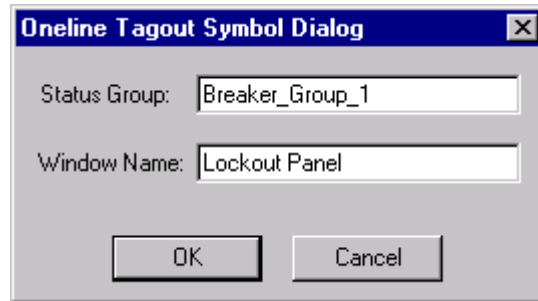 Oneline Tagout Symbol Dialog
Status Group: Breaker_Group_1
Window Name: Lockout Panel
OK Cancel